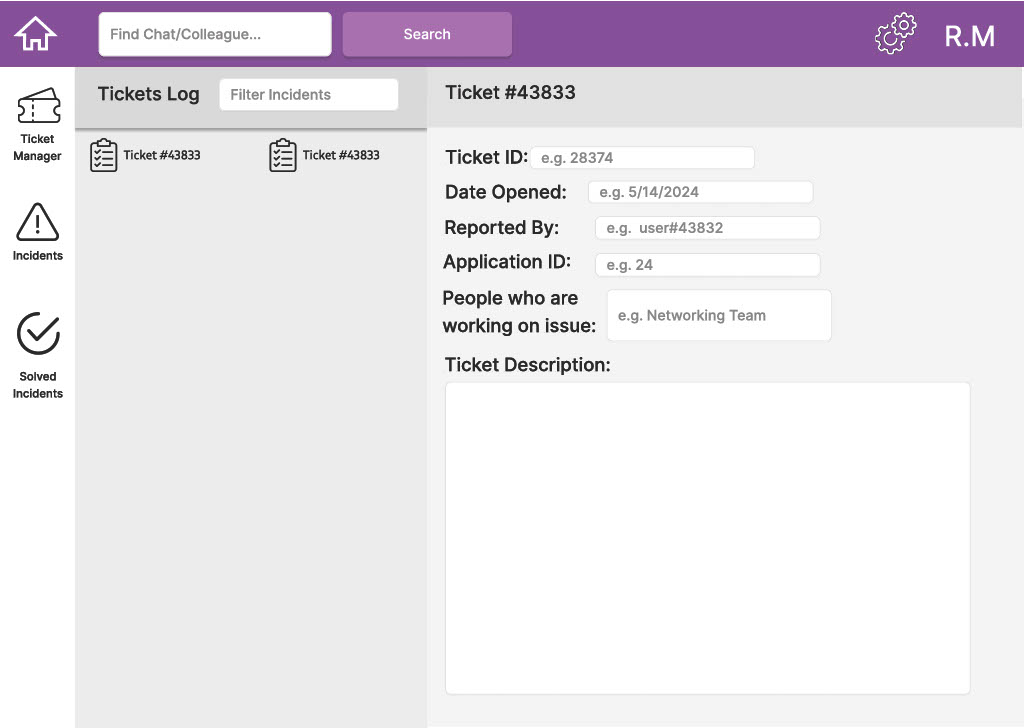 Find Chat/Colleague...
Search
R.M
Ticket
Manager
Incidents
Solved
Incidents
Tickets Log
Filter Incidents
Ticket #43833
Ticket #43833
Ticket #43833
Ticket ID:
e.g. 28374
Date Opened:
e.g. 5/14/2024
Reported By:
e.g. user#43832
Application ID:
e.g. 24
People who are
working on issue:
e.g. Networking Team
Ticket Description: